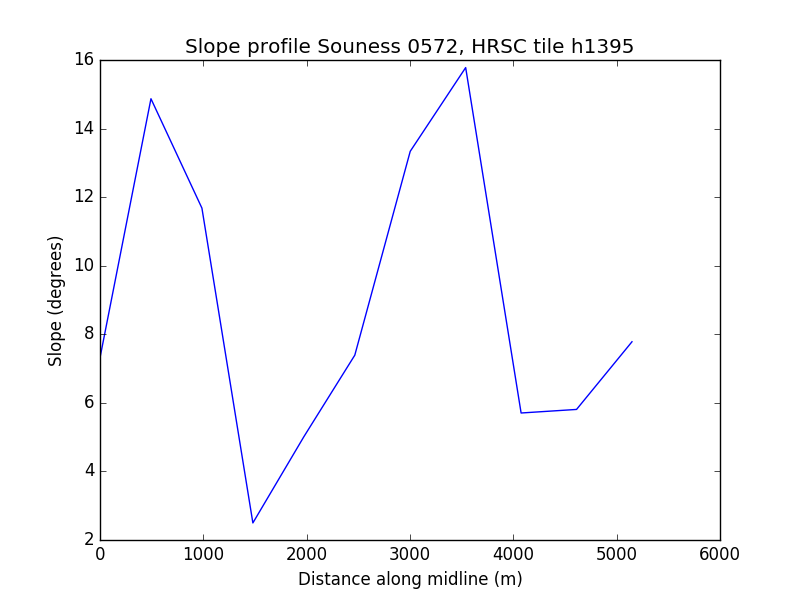 Slope profile Souness 0572, HRSC tile h1395
16
14
12
10
8
6
4
2
Slope (degrees)
0 1000 2000 3000 4000 5000 6000
Distance along midline (m)